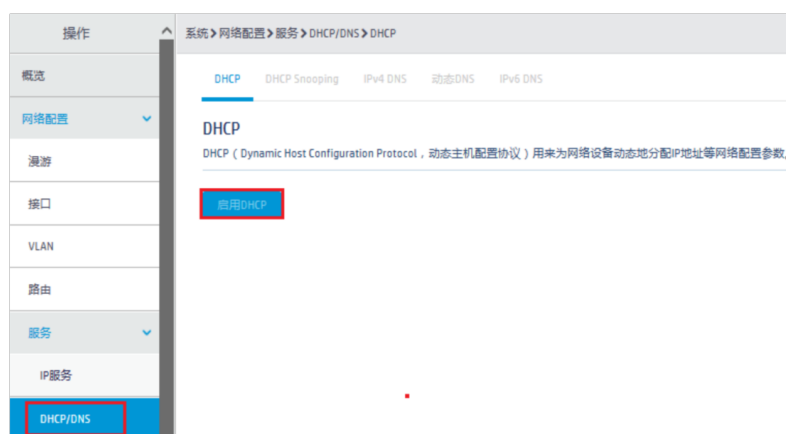 操作
系统>网络配置>服务>DHCP/DNS>DHCP
概览
DHCP DHCP Snooping IPv4 DNS 动态DNS IPv6 DNS
网络配置
DHCP
DHCP（Dynamic Host Configuration Protocol，动态主机配置协议）用来为网络设备动态地分配IP地址等网络配置参数
漫游
接口
启用DHCP
VLAN
路由
服务
IP服务
DHCP/DNS